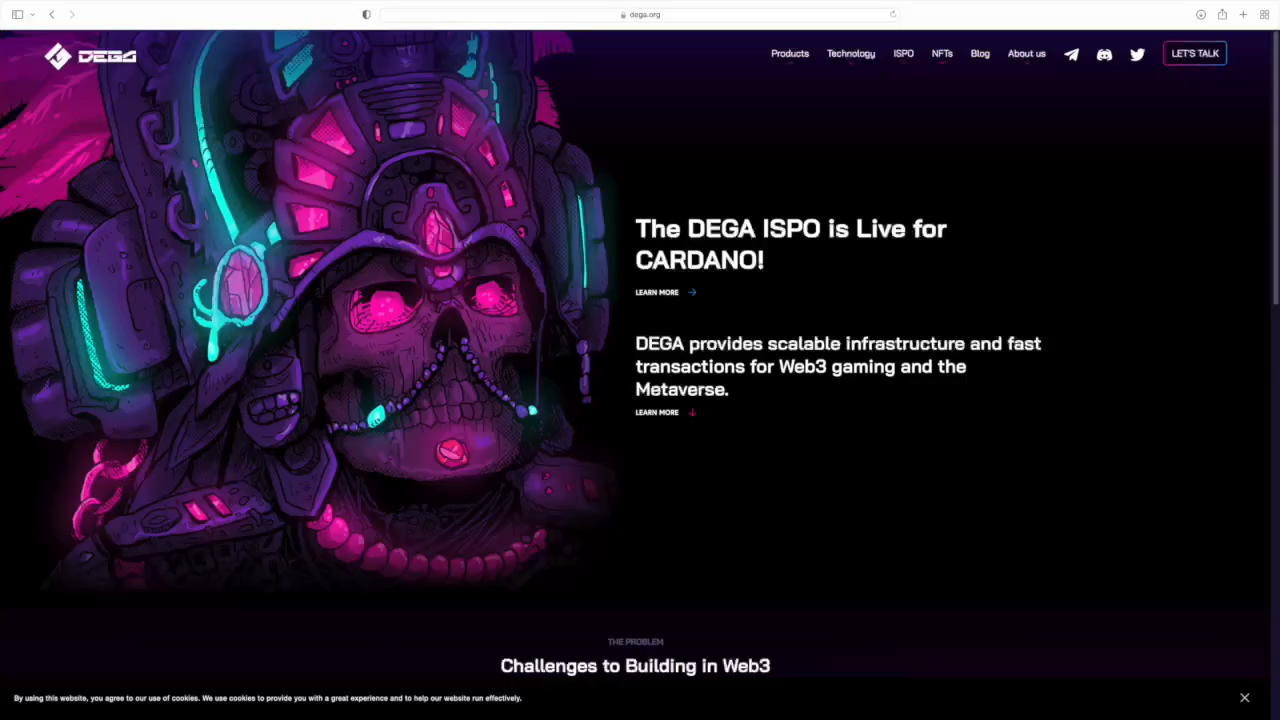 dega.org
DEGA
Products Technology ISPO NFTs Blog About us LET'S TALK
The DEGA ISPO is Live for
CARDANO!
LEARN MORE
DEGA provides scalable infrastructure and fast
transactions for Web3 gaming and the
Metaverse.
LEARN MORE
THE PROBLEM
Challenges to Building in Web3
By using this website, you agree to our use of cookies. We use cookies to provide you with a great experience and to help our website run effectively.